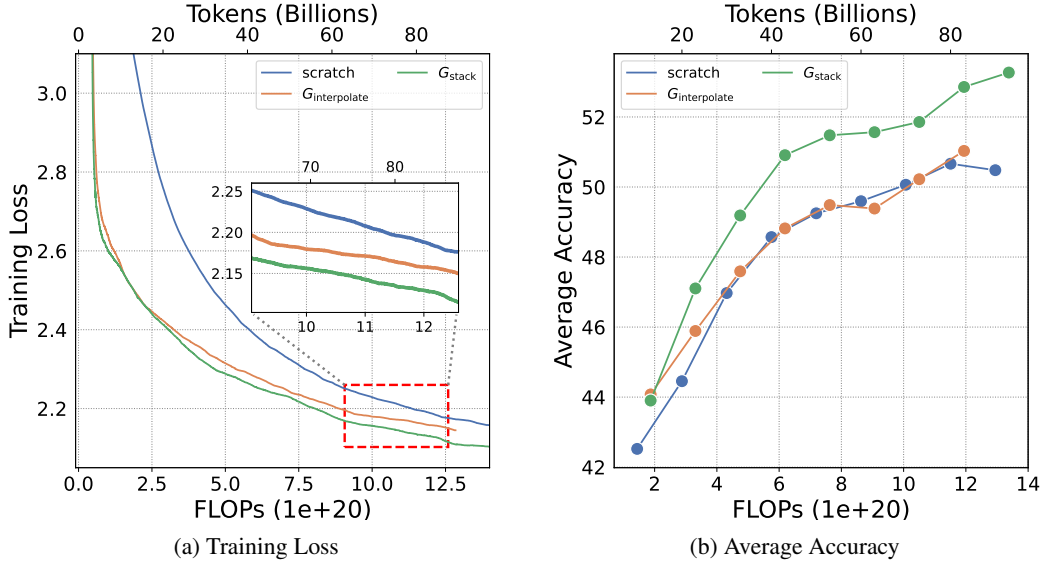 Tokens (Billions)
0 20 40 60 80
scratch
G_interpolate
G_stack
Training Loss
3.0
2.8
2.6
2.4
2.2
70 80
2.25
2.20
2.15
10 11 12
0.0 2.5 5.0 7.5 10.0 12.5
FLOPs (1e+20)
(a) Training Loss
Tokens (Billions)
20 40 60 80
scratch
G_interpolate
G_stack
Average Accuracy
52
50
48
46
44
42
2 4 6 8 10 12 14
FLOPs (1e+20)
(b) Average Accuracy